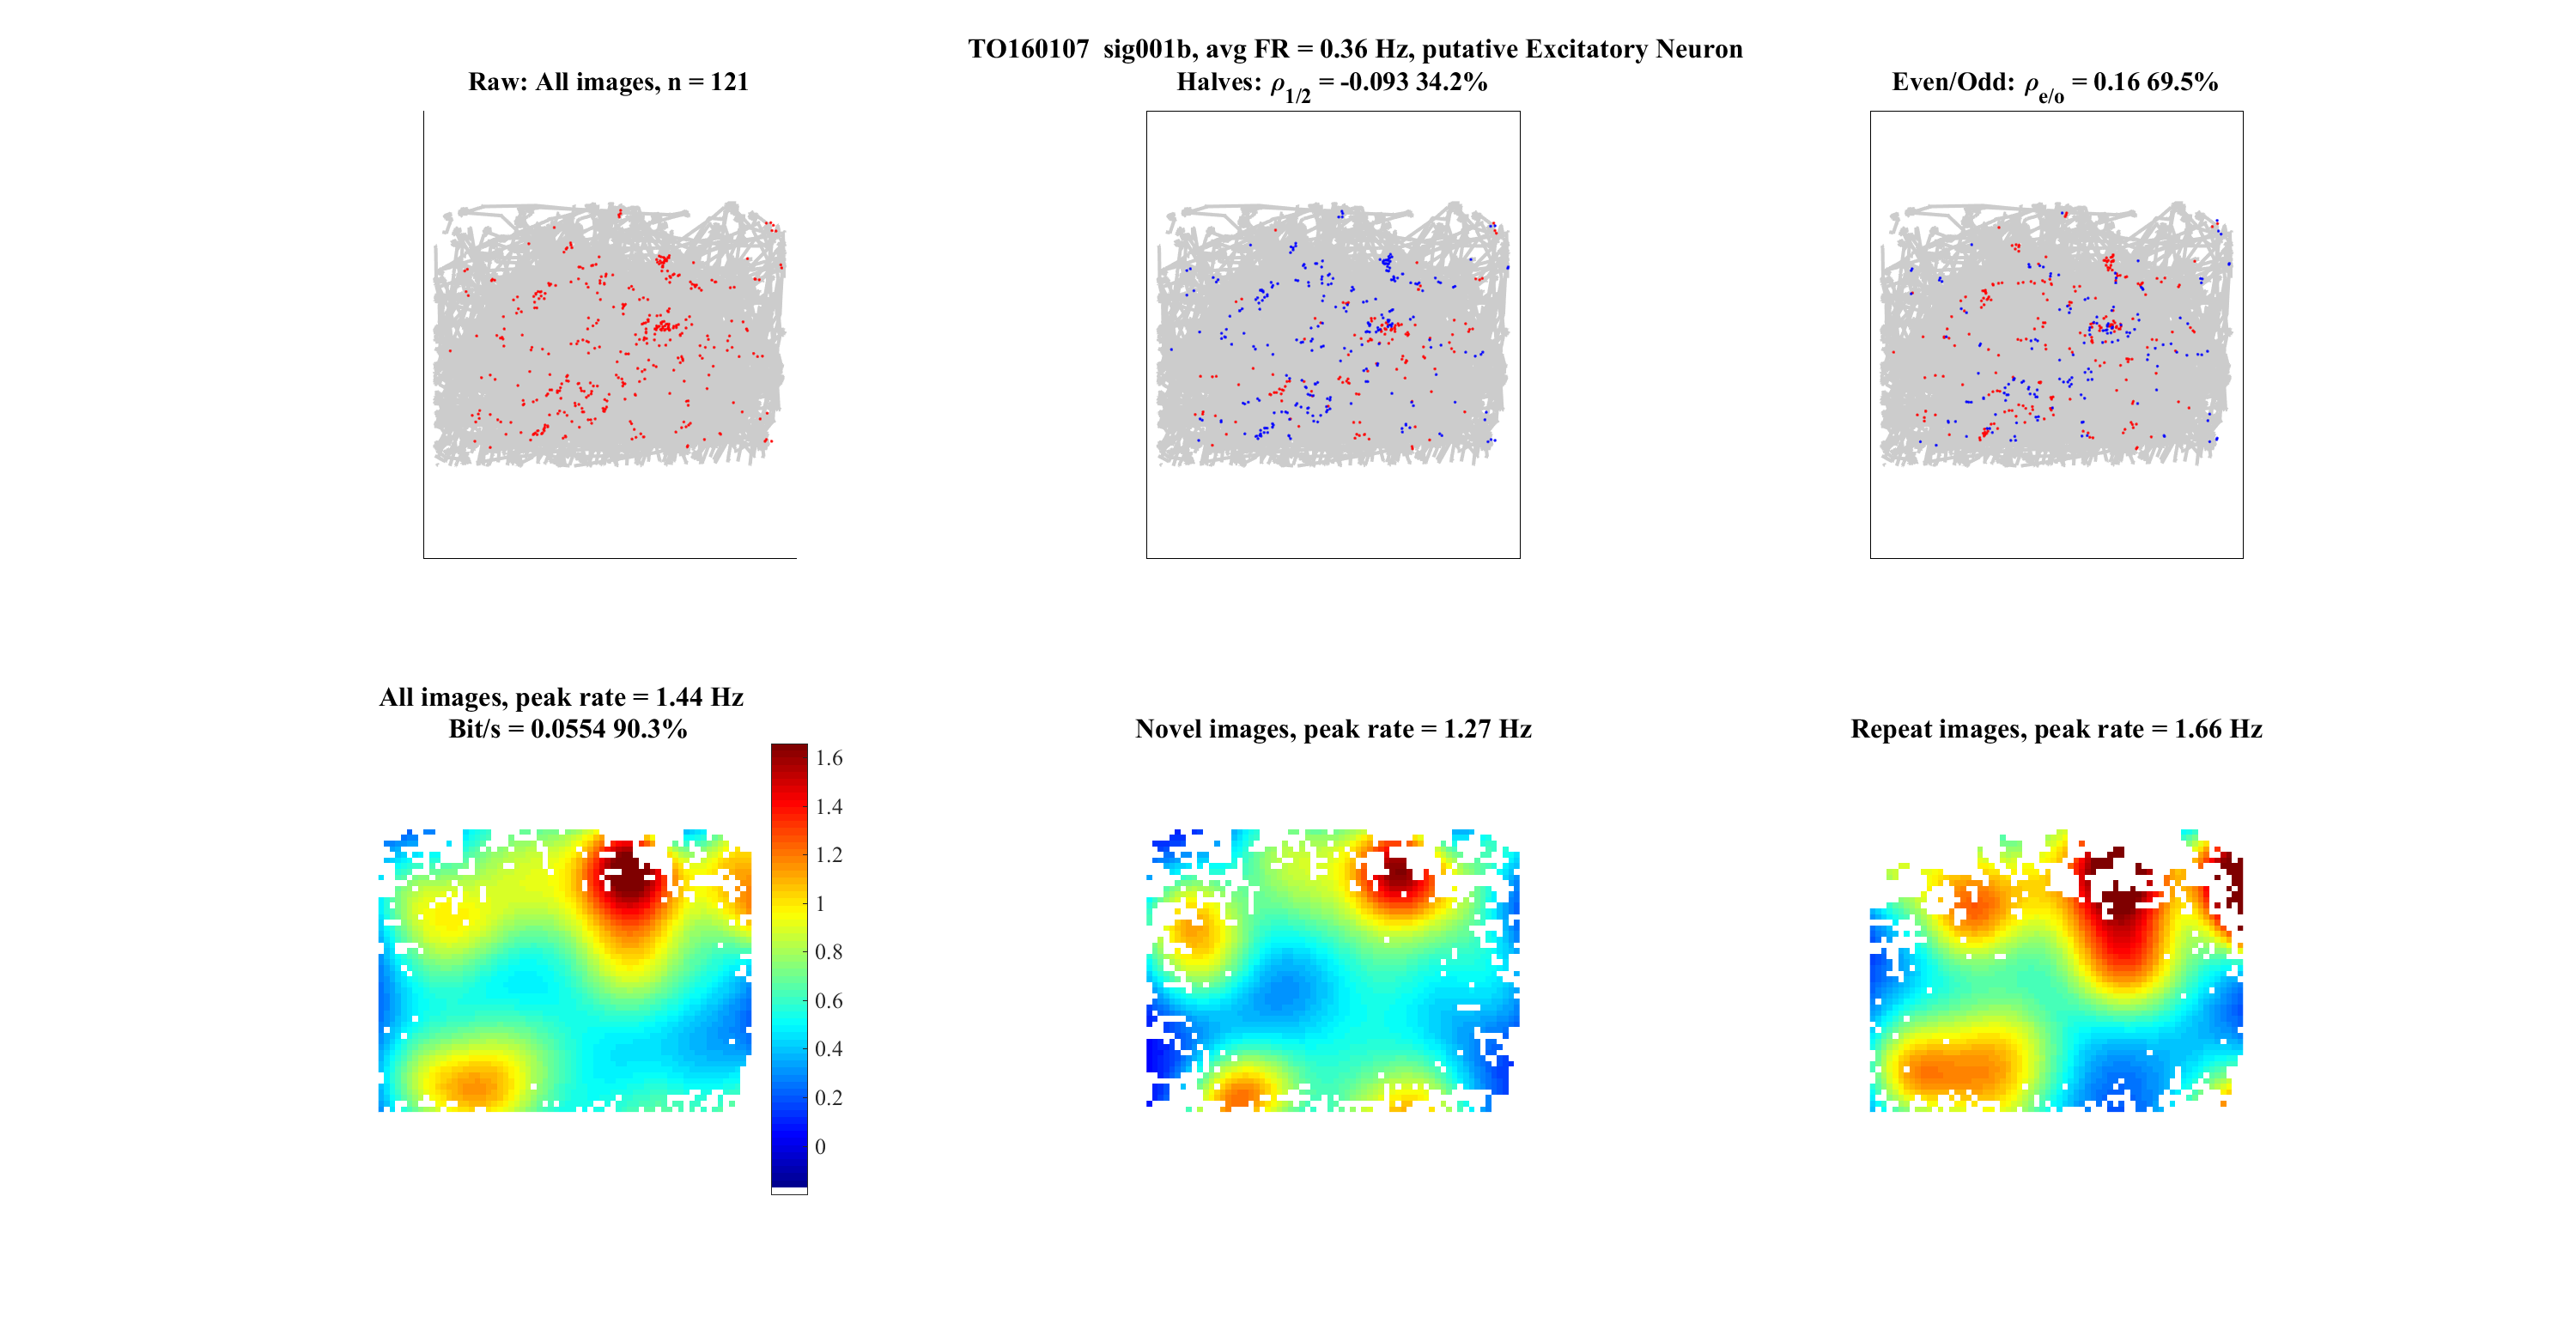 TO160107  sig001b, avg FR = 0.36 Hz, putative Excitatory Neuron
Raw: All images, n = 121
Halves: ρ1/2 = -0.093 34.2%
Even/Odd: ρe/o = 0.16 69.5%
All images, peak rate = 1.44 Hz
Bit/s = 0.0554 90.3%
Novel images, peak rate = 1.27 Hz
Repeat images, peak rate = 1.66 Hz
1.6
1.4
1.2
1
0.8
0.6
0.4
0.2
0